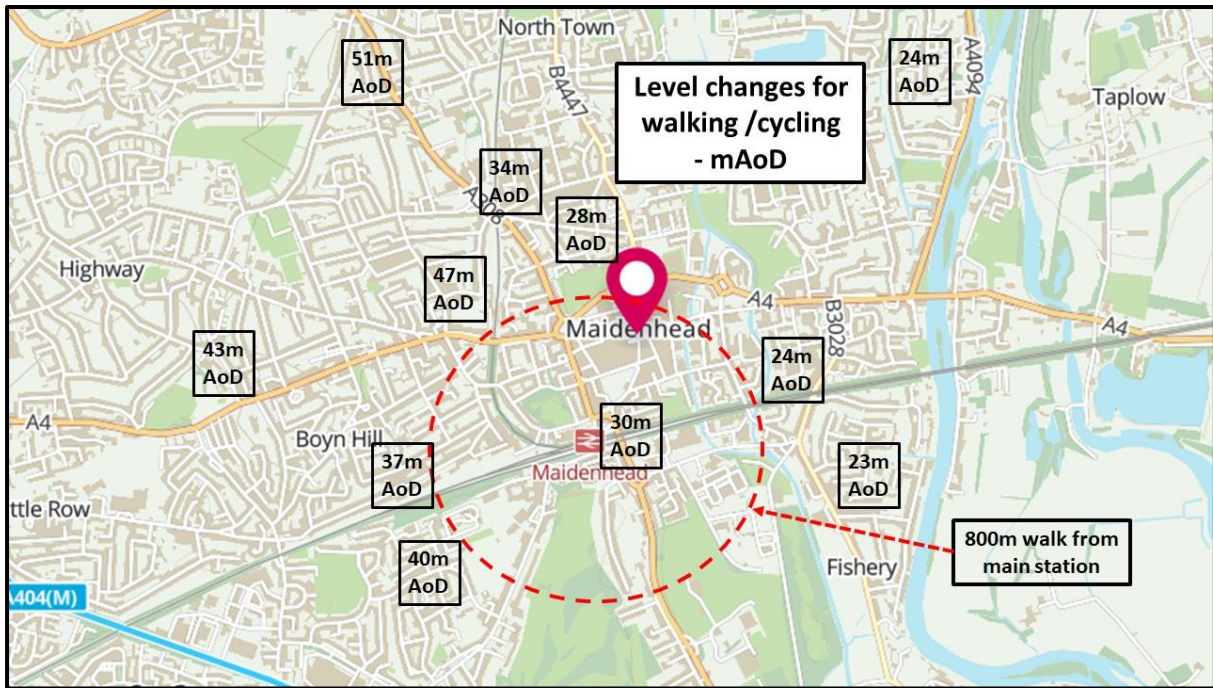 North Town
51m
AoD
24m
AoD
A4094
B4447
Level changes for
walking /cycling
- mAoD
Taplow
34m
AoD
A308
28m
AoD
Highway
47m
AoD
A4
B3028
A4
Maidenhead
43m
AoD
24m
AoD
A4
Boyn Hill
30m
AoD
37m
AoD
Maidenhead
23m
AoD
ttle Row
800m walk from
main station
40m
AoD
Fishery
A404(M)